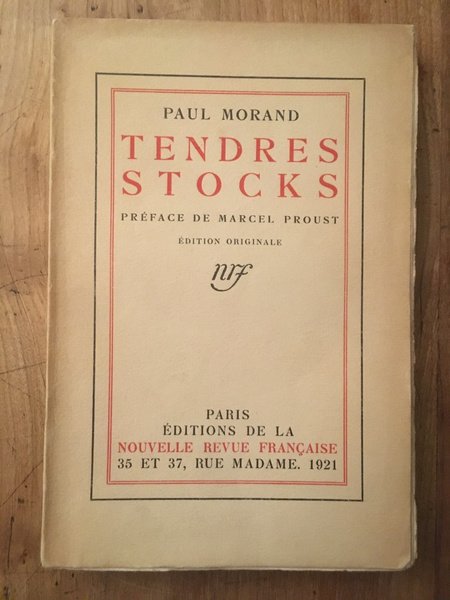 PAUL MORAND
TENDRES
STOCKS
PRÉFACE DE MARCEL PROUST
ÉDITION ORIGINALE
nrf
PARIS
ÉDITIONS DE LA
NOUVELLE REVUE FRANÇAISE
35 ET 37, RUE MADAME. 1921